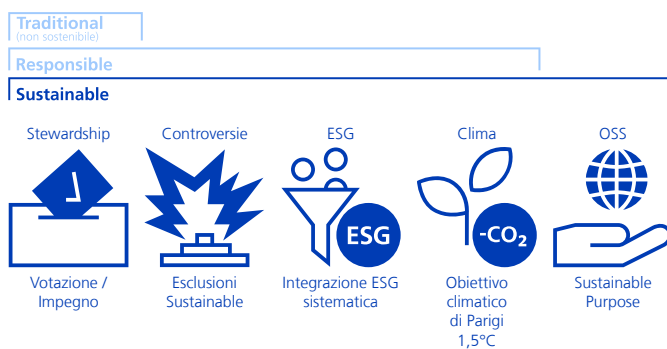 Traditional
(non sostenibile)
Responsible
Sustainable
Stewardship
Controversie
ESG
Clima
OSS
ESG
-CO₂
Votazione /
Impegno
Esclusioni
Sustainable
Integrazione ESG
sistematica
Obiettivo
climatico
di Parigi
1,5°C
Sustainable
Purpose